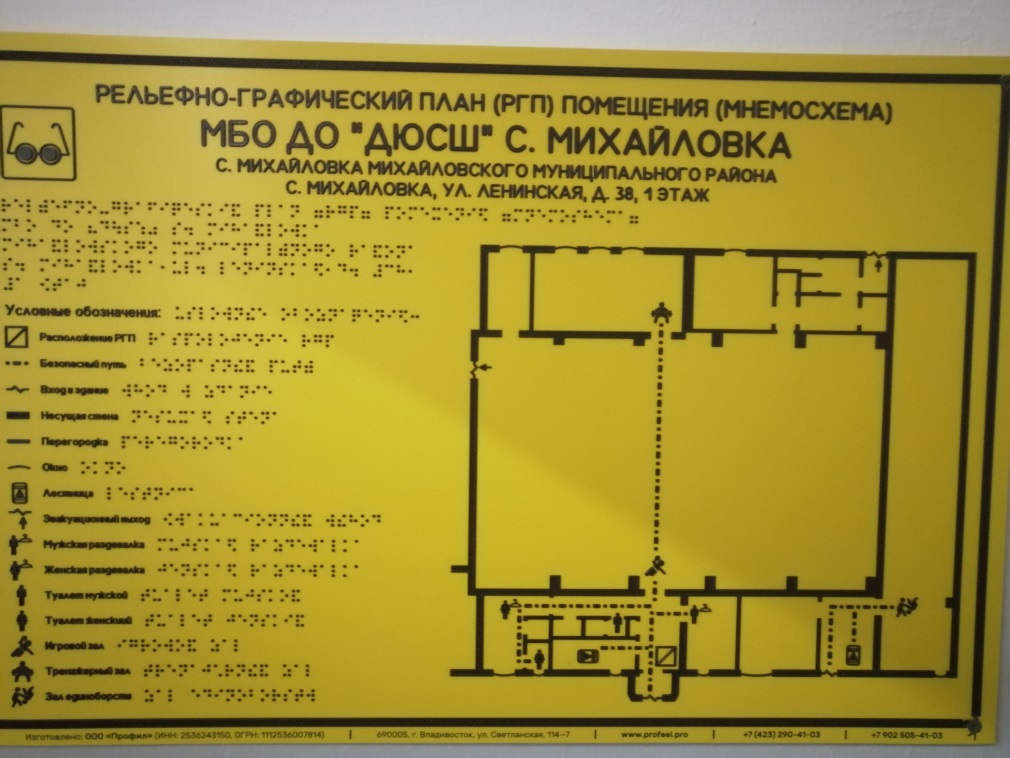 РЕЛЬЕФНО-ГРАФИЧЕСКИЙ ПЛАН (РГП) ПОМЕЩЕНИЯ (МНЕМОСХЕМА)
МБО ДО "ДЮСШ" С. МИХАЙЛОВКА
С. МИХАЙЛОВКА МИХАЙЛОВСКОГО МУНИЦИПАЛЬНОГО РАЙОНА
С. МИХАЙЛОВКА, УЛ. ЛЕНИНСКАЯ, Д. 38, 1 ЭТАЖ
Условные обозначения:
Расположение РГП
Безопасный путь
Вход в здание
Несущая стена
Перегородка
Окно
Лестница
Эвакуационный выход
Мужская раздевалка
Женская раздевалка
Туалет мужской
Туалет женский
Игровой зал
Тренажерный зал
Зал единоборств
Изготовлено: ООО «Профил» (ИНН: 2536243150, ОГРН: 1112536007814) | 690005, г. Владивосток, ул. Светланская, 114-7 | www.profeel.pro | +7 (423) 290-41-03 | +7 902 505-41-03